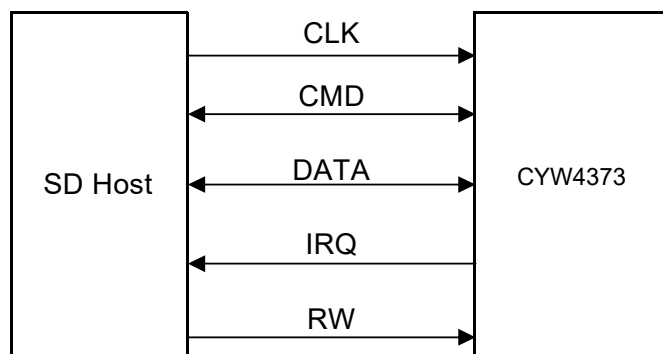 CLK
CMD
SD Host
DATA
CYW4373
IRQ
RW